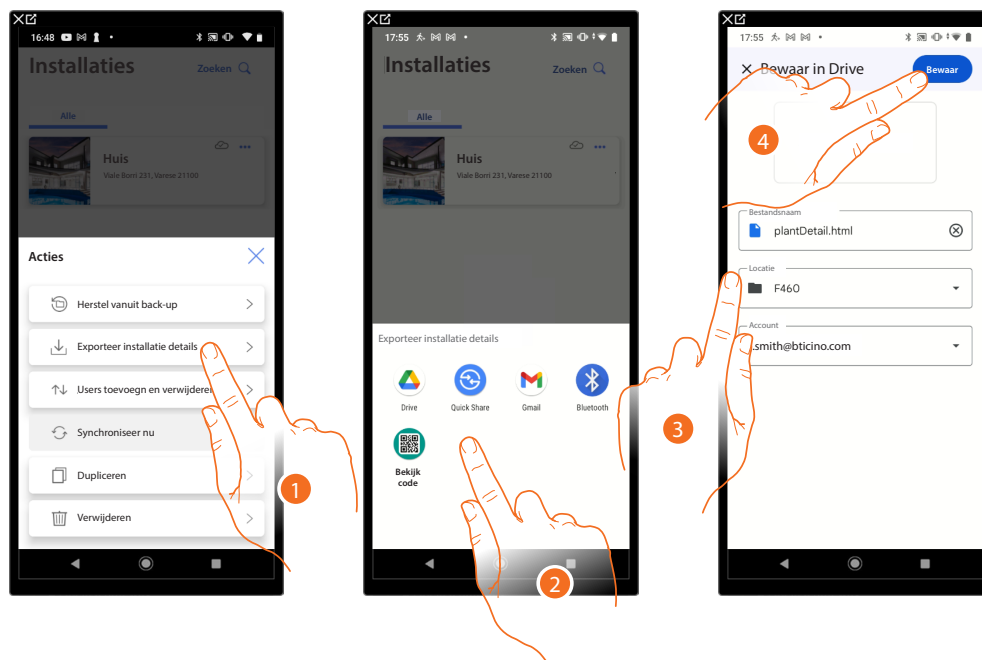 16:48
Installaties
Zoeken
Alle
Huis
Viale Borri 231, Varese 21100
Acties
Herstel vanuit back-up
Exporteer installatie details
Users toevoegn en verwijderen
Synchroniseer nu
Dupliceren
Verwijderen
1
17:55
Installaties
Zoeken
Alle
Huis
Viale Borri 231, Varese 21100
Exporteer installatie details
Drive
Quick Share
Gmail
Bluetooth
Bekijk
code
2
17:55
Bewaar in Drive
Bewaar
4
Bestandsnaam
plantDetail.html
Locatie
F460
Account
.smith@bticino.com
3